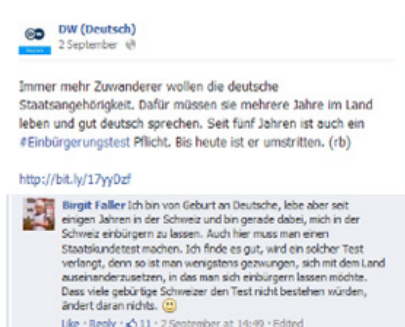 DW (Deutsch)
2 September
Immer mehr Zuwanderer wollen die deutsche
Staatsangehörigkeit. Dafür müssen sie mehrere Jahre im Land
leben und gut deutsch sprechen. Seit fünf Jahren ist auch ein
#Einbürgerungstest Pflicht. Bis heute ist er umstritten. (rb)
http://bit.ly/17yyDzf
Birgit Faller Ich bin von Geburt an Deutsche, lebe aber seit
einigen Jahren in der Schweiz und bin gerade dabei, mich in der
Schweiz einbürgern zu lassen. Auch hier muss man einen
Staatskundetest machen. Ich finde es gut, wird ein solcher Test
verlangt, denn so ist man wenigstens gezwungen, sich mit dem Land
auseinanderzusetzen, in das man sich einbürgern lassen möchte.
Dass viele gebürtige Schweizer den Test nicht bestehen würden,
ändert daran nichts.
Like · Reply · 11 · 2 September at 14:49 · Edited